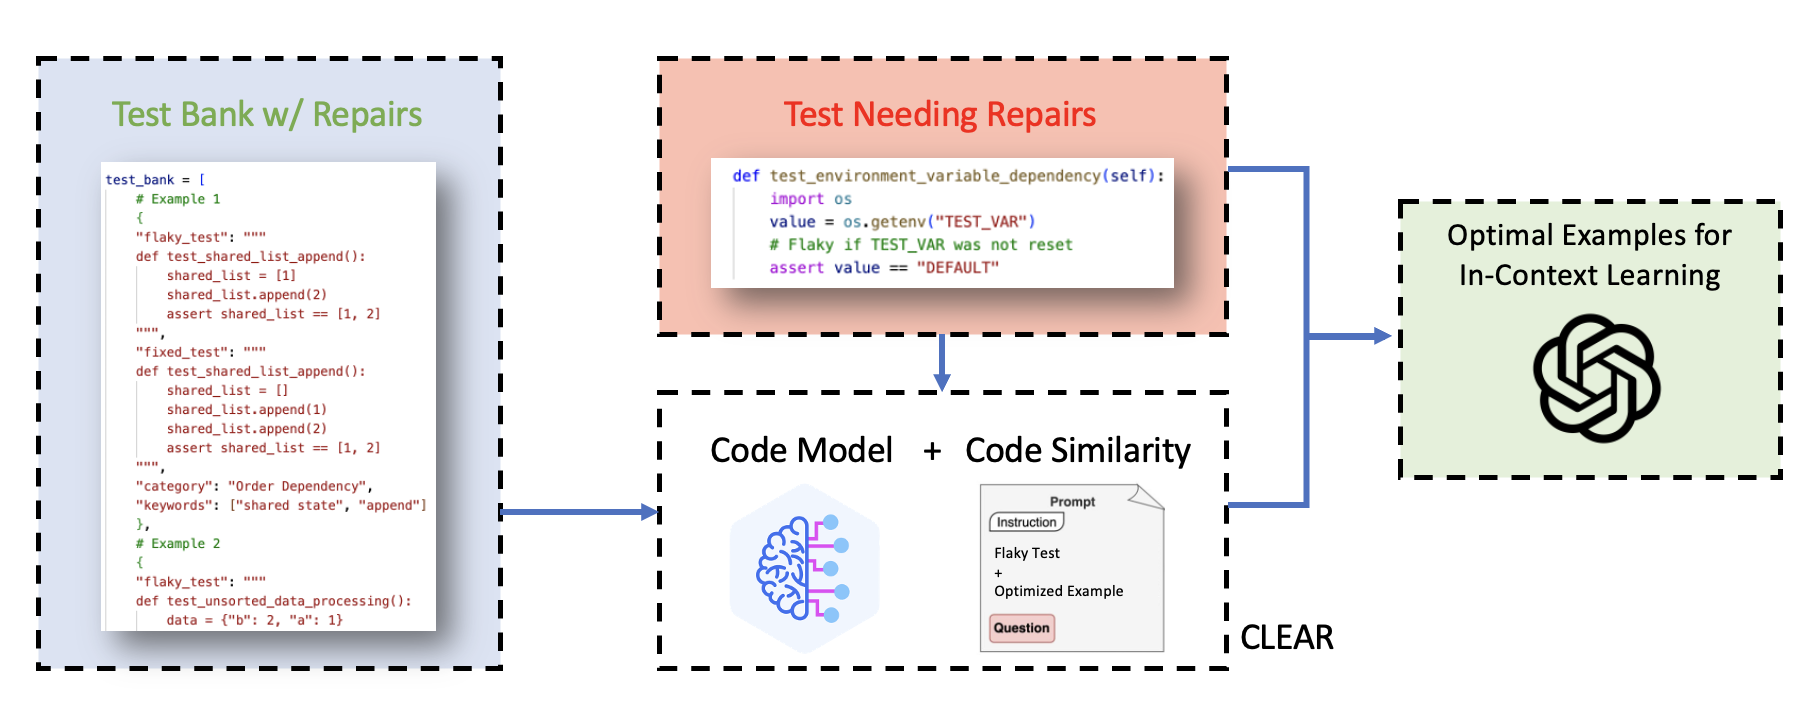 Test Bank w/ Repairs
test_bank = [
# Example 1
{
"flaky_test": """
def test_shared_list_append():
shared_list = [1]
shared_list.append(2)
assert shared_list == [1, 2]
""",
"fixed_test": """
def test_shared_list_append():
shared_list = []
shared_list.append(1)
shared_list.append(2)
assert shared_list == [1, 2]
""",
"category": "Order Dependency",
"keywords": ["shared state", "append"]
},
# Example 2
{
"flaky_test": """
def test_unsorted_data_processing():
data = {"b": 2, "a": 1}
Test Needing Repairs
def test_environment_variable_dependency(self):
import os
value = os.getenv("TEST_VAR")
# Flaky if TEST_VAR was not reset
assert value == "DEFAULT"
Code Model + Code Similarity
Prompt
Instruction
Flaky Test
+
Optimized Example
Question
CLEAR
Optimal Examples for
In-Context Learning